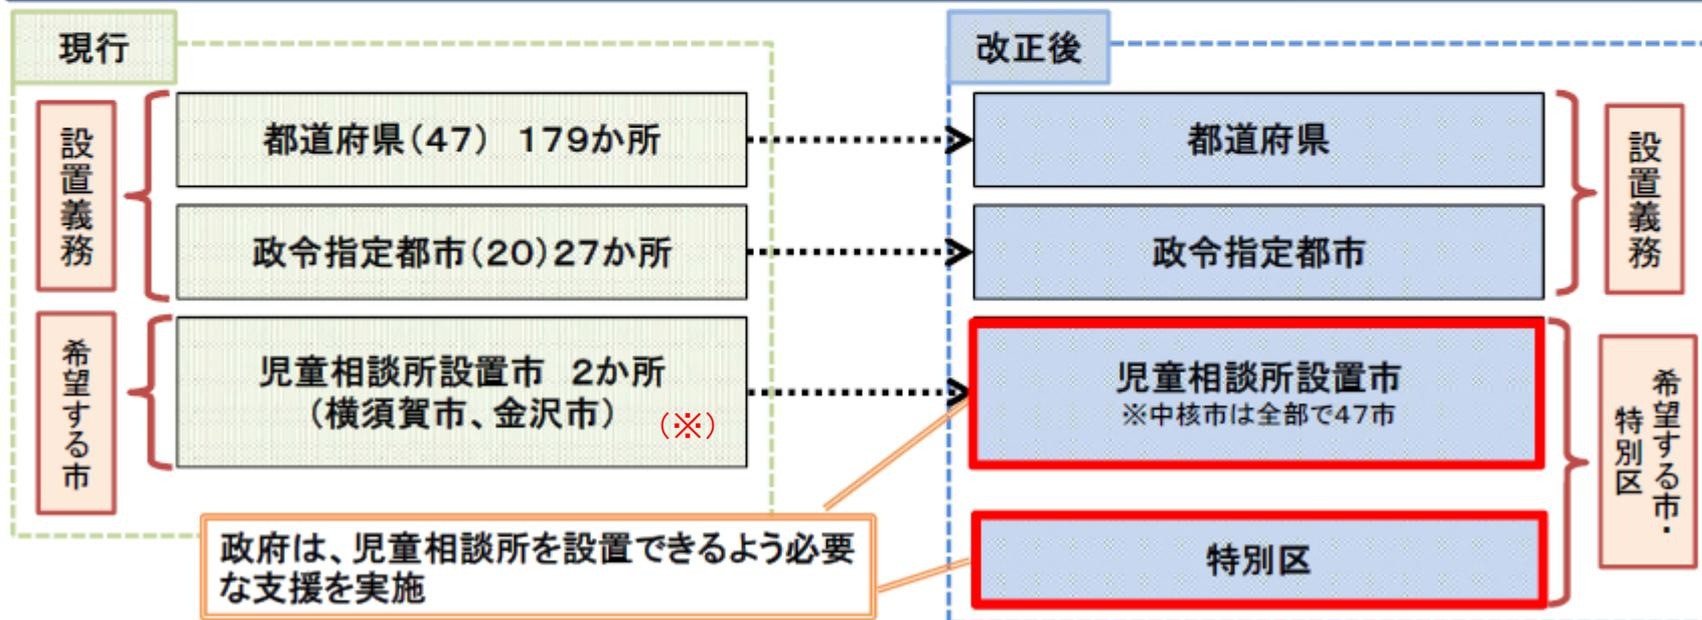 現行
設置義務
都道府県(47) 179か所
政令指定都市(20)27か所
希望する市
児童相談所設置市 2か所
(横須賀市、金沢市) (※)
政府は、児童相談所を設置できるよう必要
な支援を実施
改正後
都道府県
政令指定都市
設置義務
児童相談所設置市
※中核市は全部で47市
特別区
希望する市・
特別区